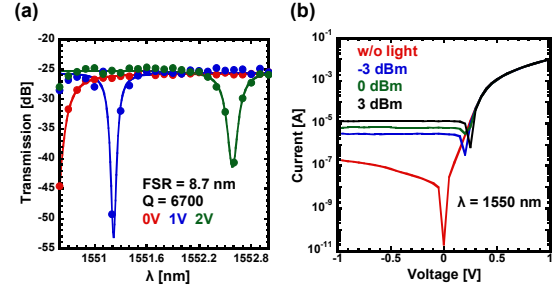 (a)
-20
-25
-30
-35
-40
-45
-50
-55
Transmission [dB]
FSR = 8.7 nm
Q = 6700
0V 1V 2V
1551 1551.6 1552.2 1552.8
λ [nm]
(b)
10⁻¹
10⁻³
10⁻⁵
10⁻⁷
10⁻⁹
10⁻¹¹
Current [A]
w/o light
-3 dBm
0 dBm
3 dBm
λ = 1550 nm
-1 -0.5 0 0.5 1
Voltage [V]